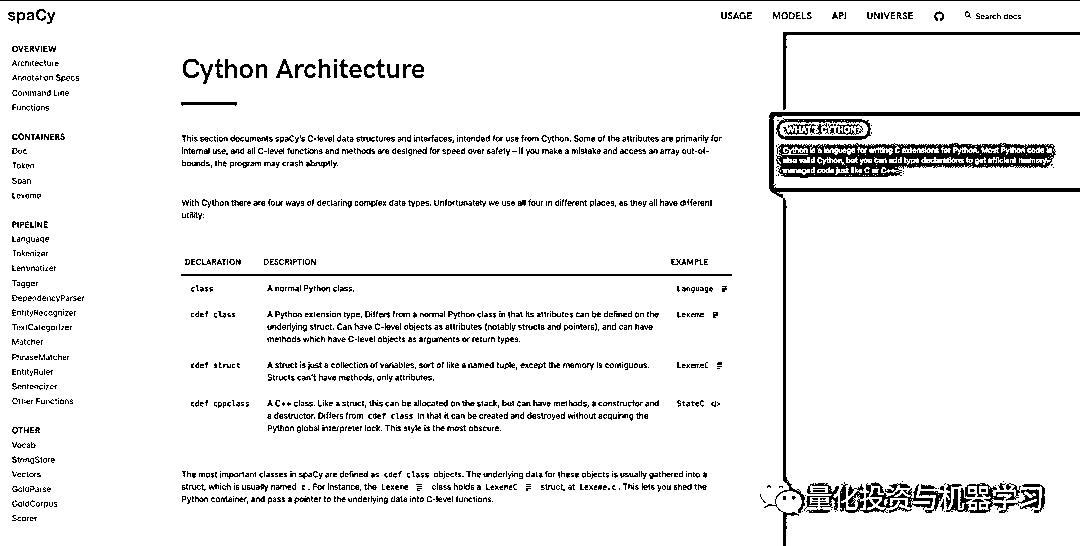 spaCy
USAGE MODELS API UNIVERSE Search docs
OVERVIEW
Architecture
Annotation Specs
Command Line
Functions
CONTAINERS
Doc
Token
Span
Lexeme
PIPELINE
Language
Tokenizer
Lemmatizer
Tagger
DependencyParser
EntityRecognizer
TextCategorizer
Matcher
PhraseMatcher
EntityRuler
Sentencizer
Other Functions
OTHER
Vocab
StringStore
Vectors
GoldParse
GoldCorpus
Scorer
Cython Architecture
This section documents spaCy's C-level data structures and interfaces, intended for use from Cython. Some of the attributes are primarily for
internal use, and all C-level functions and methods are designed for speed over safety – if you make a mistake and access an array out-of-
bounds, the program may crash abruptly.
With Cython there are four ways of declaring complex data types. Unfortunately we use all four in different places, as they all have different
utility:
DECLARATION DESCRIPTION EXAMPLE
class A normal Python class. Language
cdef class A Python extension type. Differs from a normal Python class in that its attributes can be defined on the Lexeme
underlying struct. Can have C-level objects as attributes (notably structs and pointers), and can have
methods which have C-level objects as arguments or return types.
cdef struct A struct is just a collection of variables, sort of like a named tuple, except the memory is contiguous. LexemeC
Structs can't have methods, only attributes.
cdef cppclass A C++ class. Like a struct, this can be allocated on the stack, but can have methods, a constructor and StateC <>
a destructor. Differs from cdef class in that it can be created and destroyed without acquiring the
Python global interpreter lock. This style is the most obscure.
The most important classes in spaCy are defined as cdef class objects. The underlying data for these objects is usually gathered into a
struct, which is usually named c. For instance, the Lexeme class holds a LexemeC struct, at Lexeme.c. This lets you shed the
Python container, and pass a pointer to the underlying data into C-level functions.
WHAT'S CYTHON?
Cython is a language for writing C extensions for Python. Most Python code is
also valid Cython, but you can add type declarations to get efficient memory-
managed code just like C or C++.
量化投资与机器学习